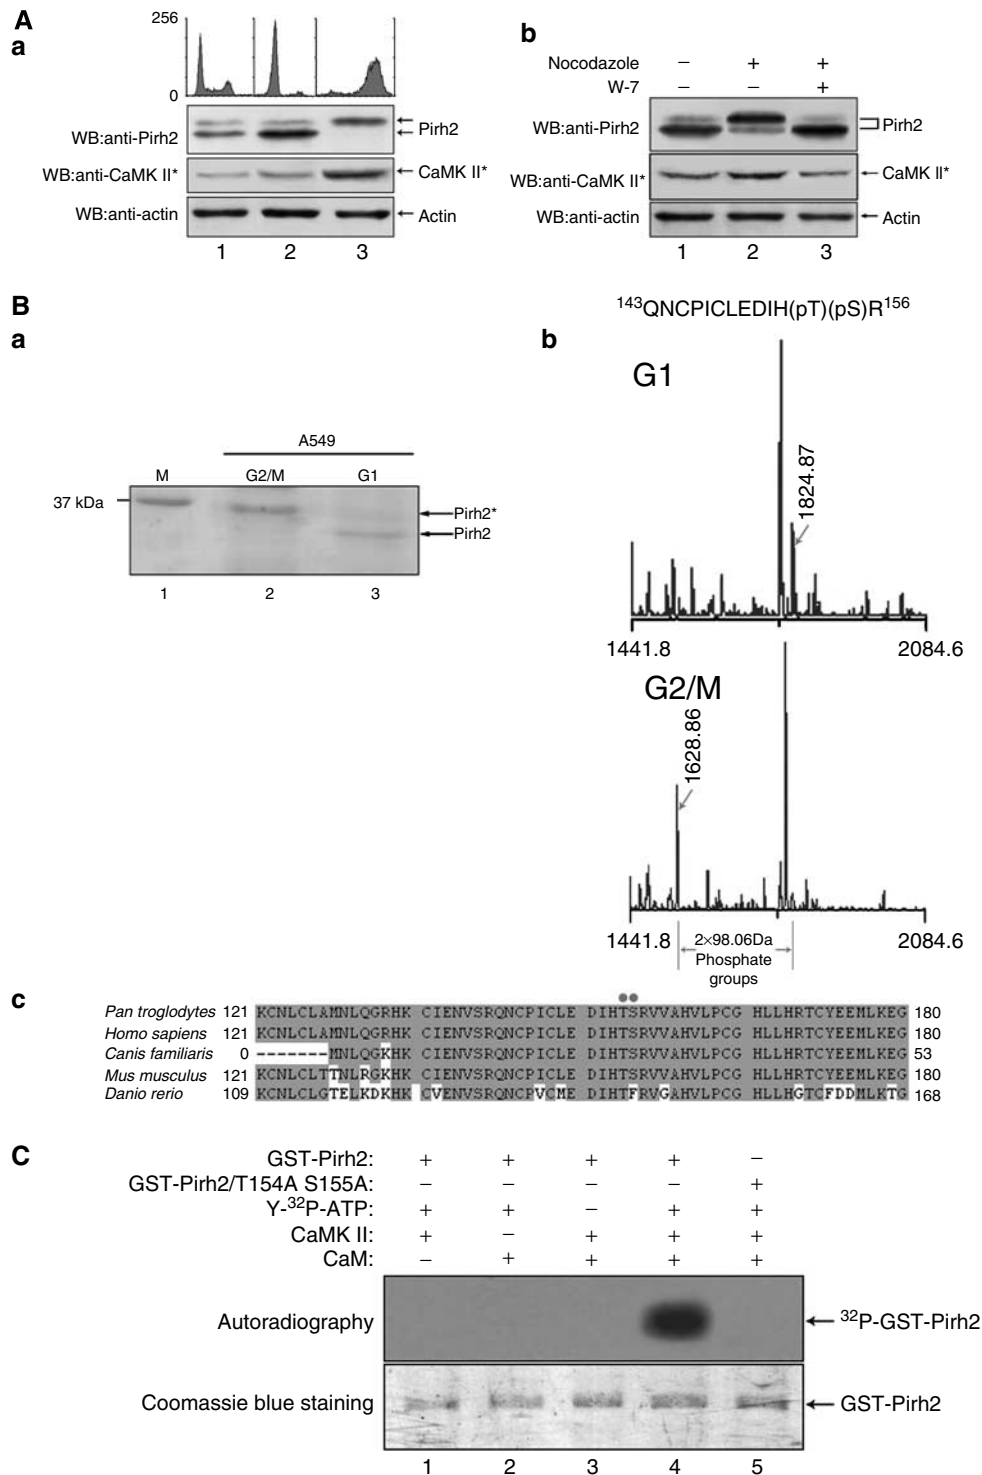 A
a
256
0
WB:anti-Pirh2
Pirh2
WB:anti-CaMK II*
CaMK II*
WB:anti-actin
Actin
1 2 3
b
Nocodazole − + +
W-7 − − +
WB:anti-Pirh2
Pirh2
WB:anti-CaMK II*
CaMK II*
WB:anti-actin
Actin
1 2 3
B
a
A549
M G2/M G1
37 kDa
Pirh2*
Pirh2
1 2 3
b
143QNCPICLEDIH(pT)(pS)R156
G1
1824.87
1441.8 2084.6
G2/M
1628.86
1441.8 2084.6
2×98.06Da
Phosphate
groups
c
Pan troglodytes 121 KCNLCLAMNLQGRHK CIENVSRQNCPICLE DIHTSRVVAHVLPCG HLLHRTCYEEMLKEG 180
Homo sapiens 121 KCNLCLAMNLQGRHK CIENVSRQNCPICLE DIHTSRVVAHVLPCG HLLHRTCYEEMLKEG 180
Canis familiaris 0 -------MNLQGKHK CIENVSRQNCPICLE DIHTSRVVAHVLPCG HLLHRTCYEEMLKEG 53
Mus musculus 121 KCNLCLTTNLRGKHK CIENVSRQNCPICLE DIHTSRVVAHVLPCG HLLHRTCYEEMLKEG 180
Danio rerio 109 KCNLCLGTELKDKHK CVENVSRQNCPVCME DIHTFRVGAHVLPCG HLLHGTCFDDMLKTG 168
C
GST-Pirh2: + + + + −
GST-Pirh2/T154A S155A: − − − − +
Y-32P-ATP: + + − + +
CaMK II: + − + + +
CaM: − + + + +
Autoradiography
32P-GST-Pirh2
Coomassie blue staining
GST-Pirh2
1 2 3 4 5